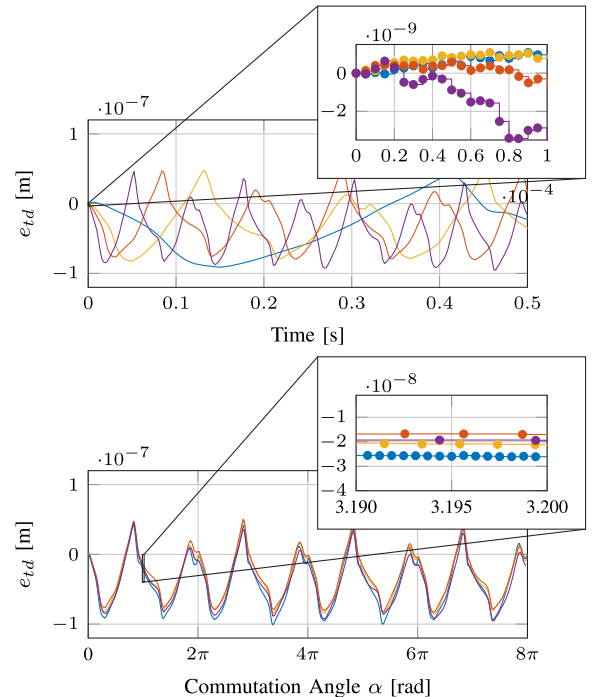 ·10⁻⁹
0
−2
0 0.2 0.4 0.6 0.8 1
·10⁻⁴
·10⁻⁷
1
0
−1
e_td [m]
0 0.1 0.2 0.3 0.4 0.5
Time [s]
·10⁻⁸
−1
−2
−3
−4
3.190 3.195 3.200
·10⁻⁷
1
0
−1
e_td [m]
0 2π 4π 6π 8π
Commutation Angle α [rad]